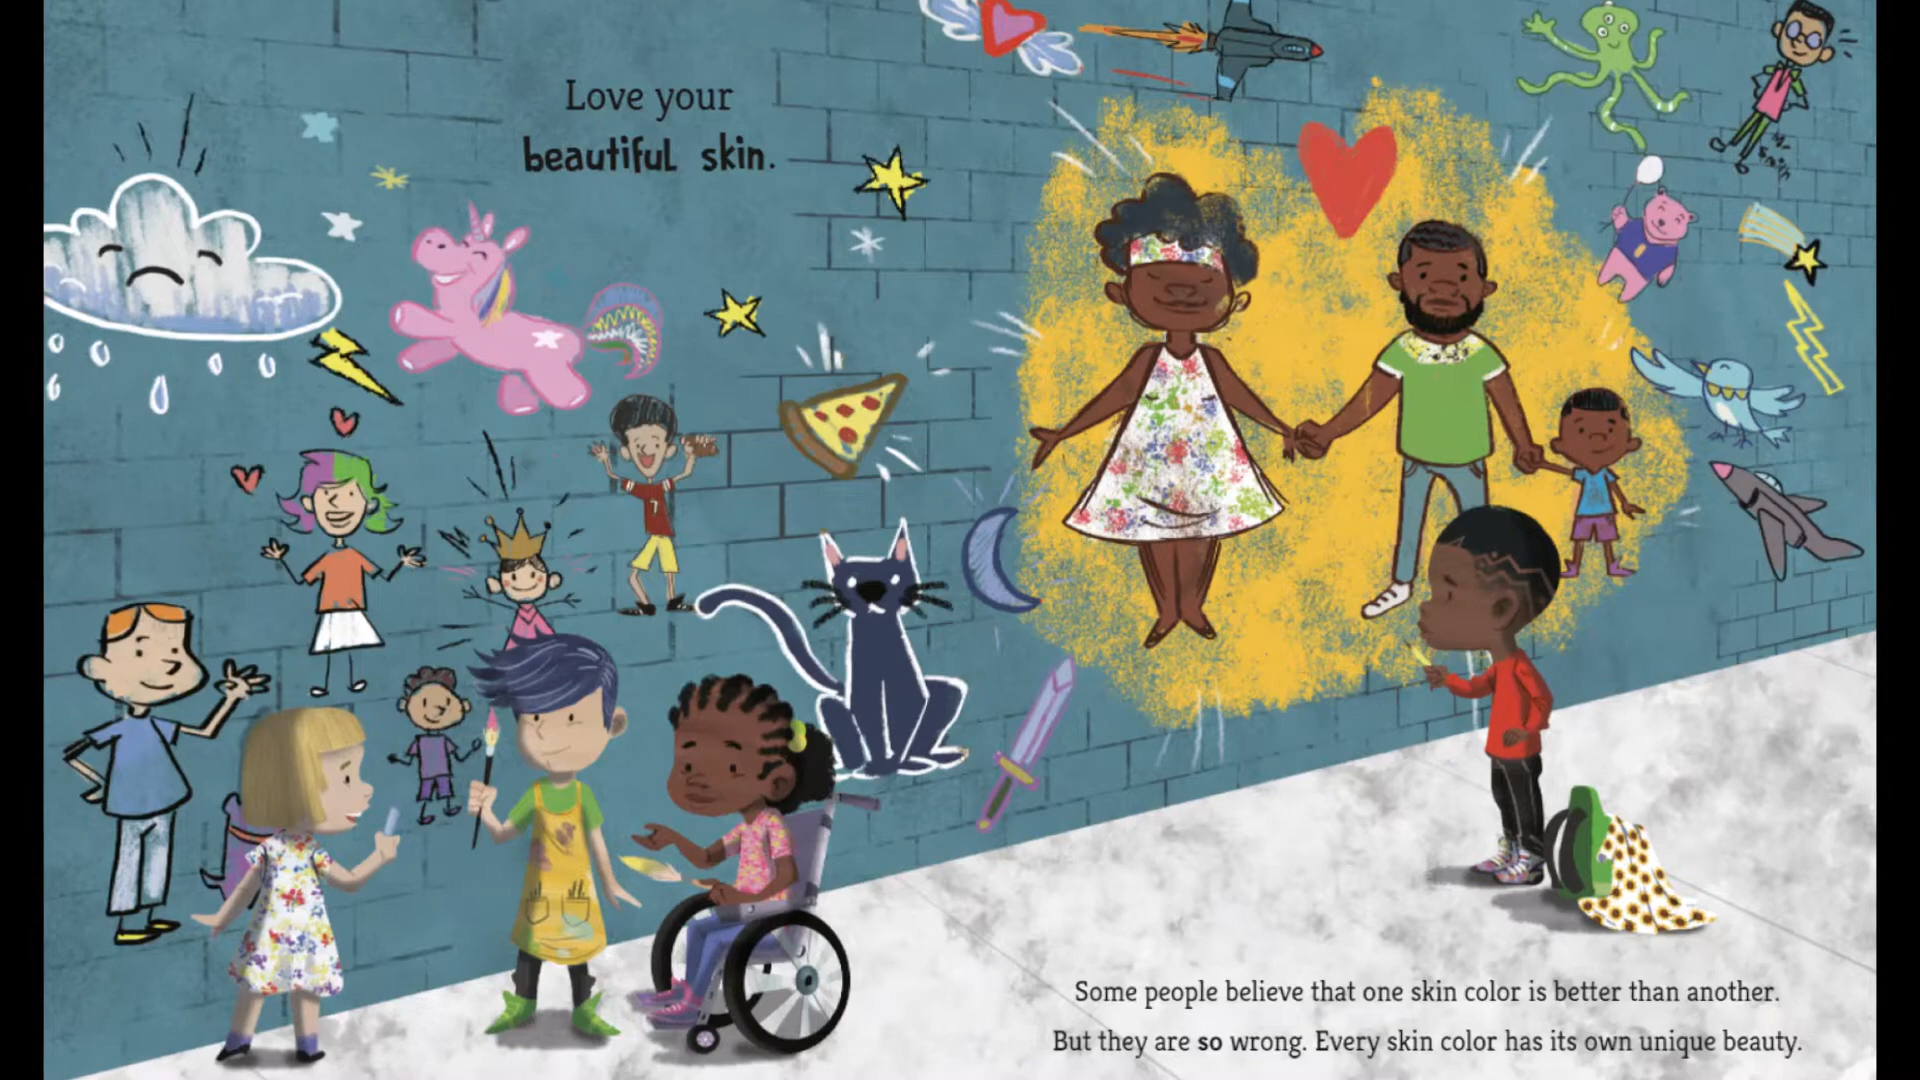 Love your
beautiful skin.
Some people believe that one skin color is better than another.
But they are so wrong. Every skin color has its own unique beauty.